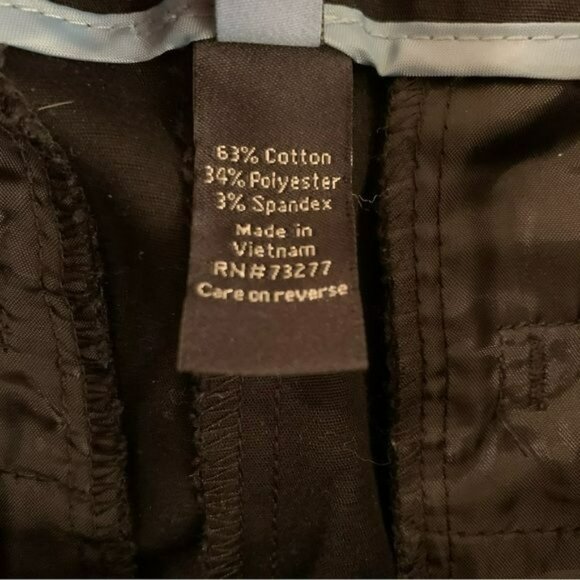 63% Cotton
34% Polyester
3% Spandex
Made in
Vietnam
RN#73277
Care on reverse